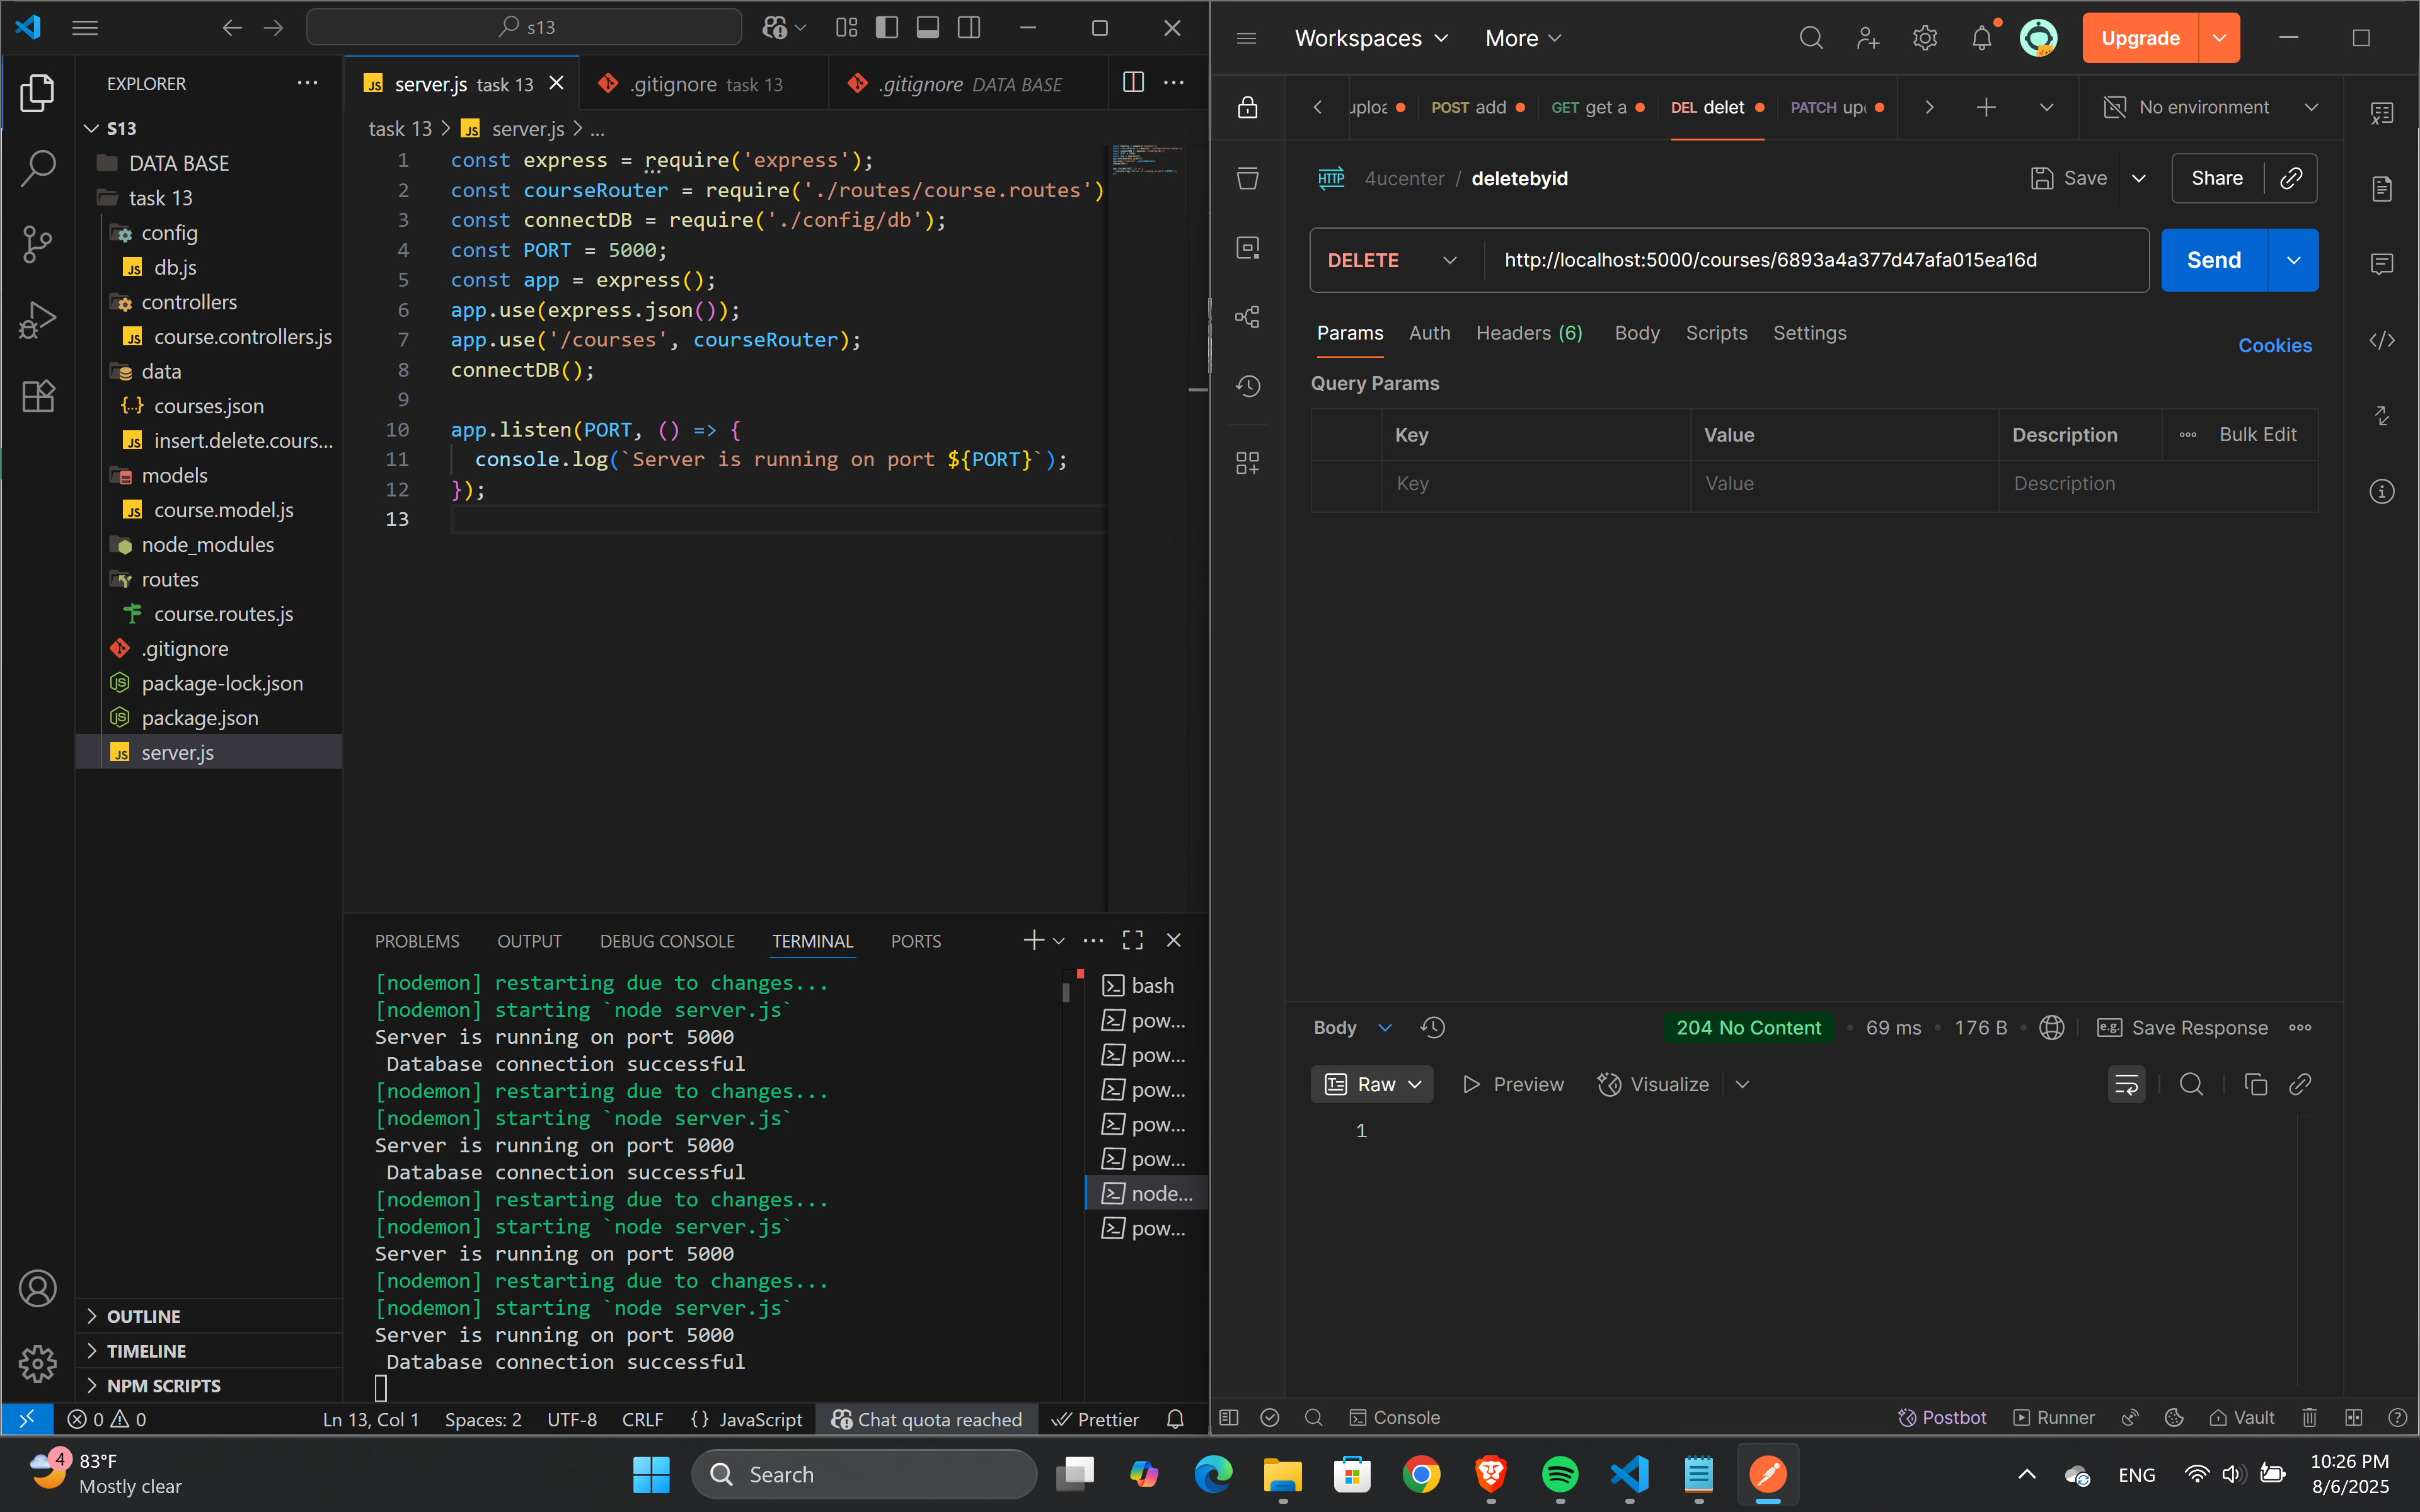 s13
EXPLORER
S13
DATA BASE
task 13
config
db.js
controllers
course.controllers.js
data
courses.json
insert.delete.cours...
models
course.model.js
node_modules
routes
course.routes.js
.gitignore
package-lock.json
package.json
server.js
OUTLINE
TIMELINE
NPM SCRIPTS
server.js task 13
.gitignore task 13
.gitignore DATA BASE
task 13 > server.js > ...
1 const express = require('express');
2 const courseRouter = require('./routes/course.routes')
3 const connectDB = require('./config/db');
4 const PORT = 5000;
5 const app = express();
6 app.use(express.json());
7 app.use('/courses', courseRouter);
8 connectDB();
9
10 app.listen(PORT, () => {
11 console.log(`Server is running on port ${PORT}`);
12 });
13
PROBLEMS OUTPUT DEBUG CONSOLE TERMINAL PORTS
[nodemon] restarting due to changes...
[nodemon] starting `node server.js`
Server is running on port 5000
Database connection successful
[nodemon] restarting due to changes...
[nodemon] starting `node server.js`
Server is running on port 5000
Database connection successful
[nodemon] restarting due to changes...
[nodemon] starting `node server.js`
Server is running on port 5000
[nodemon] restarting due to changes...
[nodemon] starting `node server.js`
Server is running on port 5000
Database connection successful
bash
pow...
pow...
pow...
pow...
pow...
node...
pow...
0 0 Ln 13, Col 1 Spaces: 2 UTF-8 CRLF {} JavaScript Chat quota reached Prettier
Workspaces More Upgrade
uploa POST add GET get a DEL delet PATCH up No environment
HTTP 4ucenter / deletebyid Save Share
DELETE http://localhost:5000/courses/6893a4a377d47afa015ea16d Send
Params Auth Headers (6) Body Scripts Settings
Cookies
Query Params
Key Value Description Bulk Edit
Key Value Description
Body 204 No Content 69 ms 176 B e.g. Save Response
Raw Preview Visualize
1
Console Postbot Runner Vault
4 83°F
Mostly clear
Search
ENG
10:26 PM
8/6/2025